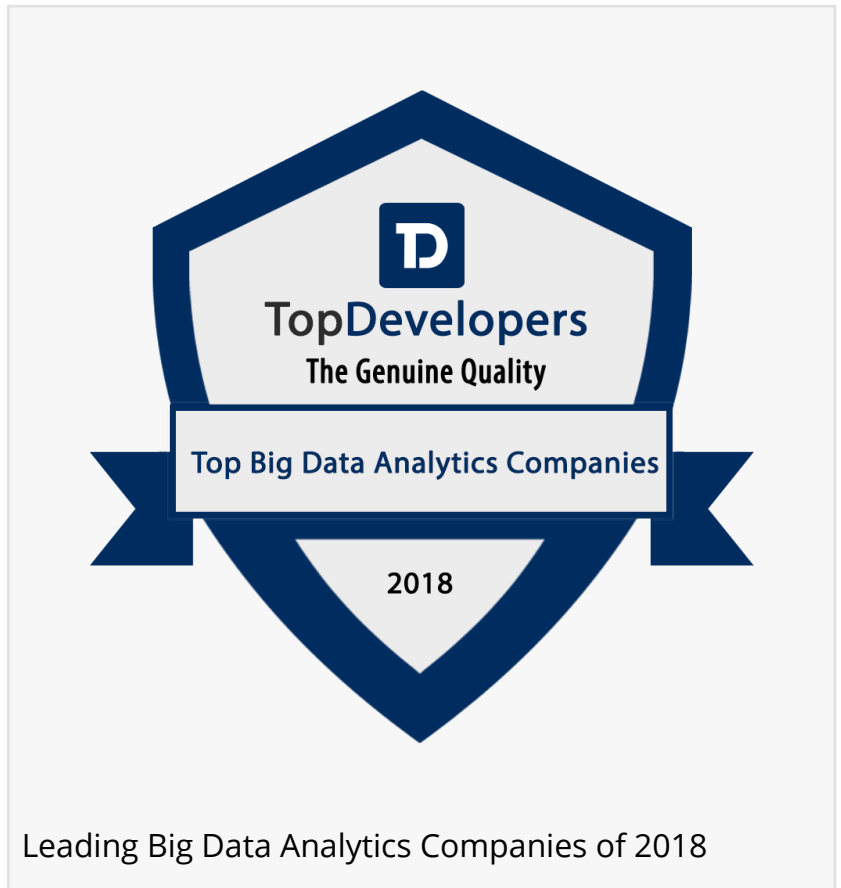 TD
TopDevelopers
The Genuine Quality
Top Big Data Analytics Companies
2018
Leading Big Data Analytics Companies of 2018